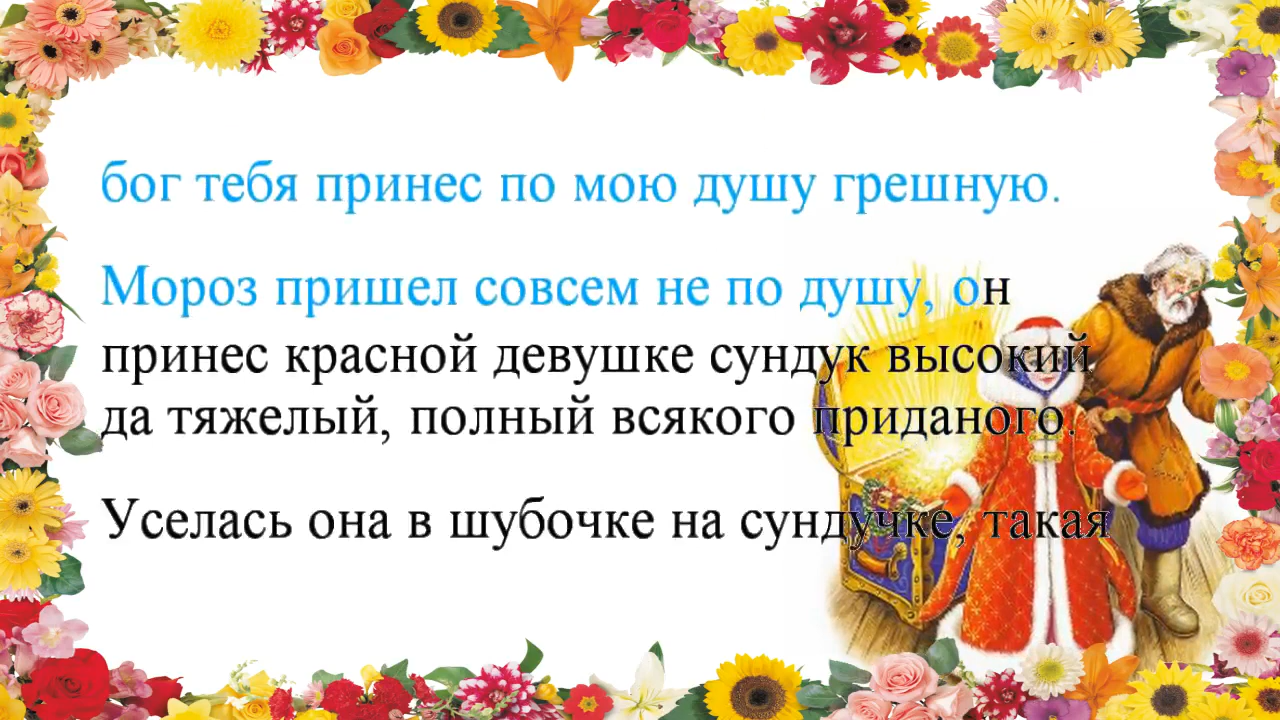 бог тебя принес по мою душу грешную.
Мороз пришел совсем не по душу, он
принес красной девушке сундук высокий
да тяжелый, полный всякого приданого.
Уселась она в шубочке на сундучке, такая